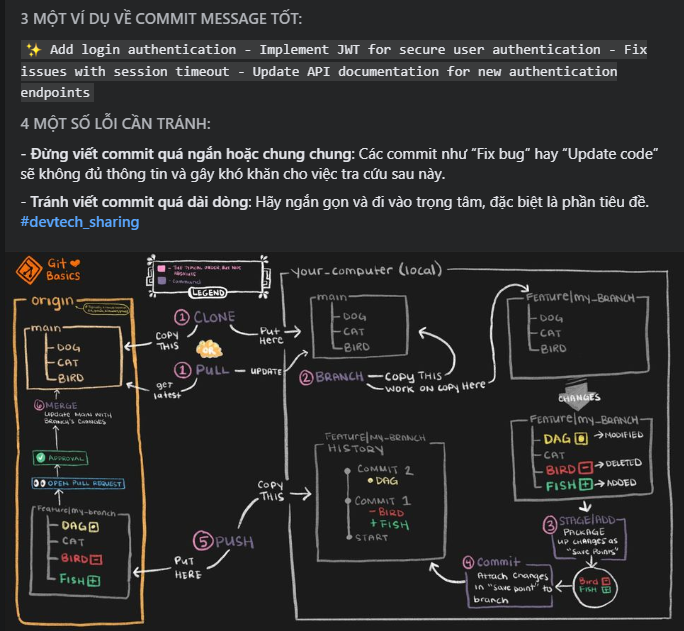 3 MỘT VÍ DỤ VỀ COMMIT MESSAGE TỐT:
✨ Add login authentication - Implement JWT for secure user authentication - Fix
issues with session timeout - Update API documentation for new authentication
endpoints
4 MỘT SỐ LỖI CẦN TRÁNH:
- Đừng viết commit quá ngắn hoặc chung chung: Các commit như “Fix bug” hay “Update code”
sẽ không đủ thông tin và gây khó khăn cho việc tra cứu sau này.
- Tránh viết commit quá dài dòng: Hãy ngắn gọn và đi vào trọng tâm, đặc biệt là phần tiêu đề.
#devtech_sharing
Git ❤
Basics
LEGEND
origin
main
DOG
CAT
BIRD
6 MERGE
UPDATE MAIN WITH
BRANCH'S CHANGES
APPROVAL
OPEN PULL REQUEST
Feature/my-branch
DAG
CAT
BIRD
FISH
1 CLONE
COPY
THIS
PUT
HERE
OR
1 PULL
UPDATE
get
latest
your_computer (local)
main
DOG
CAT
BIRD
2 BRANCH
COPY THIS
WORK ON COPY HERE
FEATURE/my_BRANCH
DOG
CAT
BIRD
CHANGES
FEATURE/my-BRANCH
DAG → MODIFIED
CAT
BIRD → DELETED
FISH → ADDED
3 STAGE/ADD
PACKAGE
UP CHANGES AS
"SAVE POINTS"
Bird
FISH
4 Commit
Attach changes
in "save point" to
branch
FEATURE/MY-BRANCH
HISTORY
COMMIT 2
DAG
COMMIT 1
- BIRD
+ FISH
START
5 PUSH
COPY
THIS
PUT
HERE